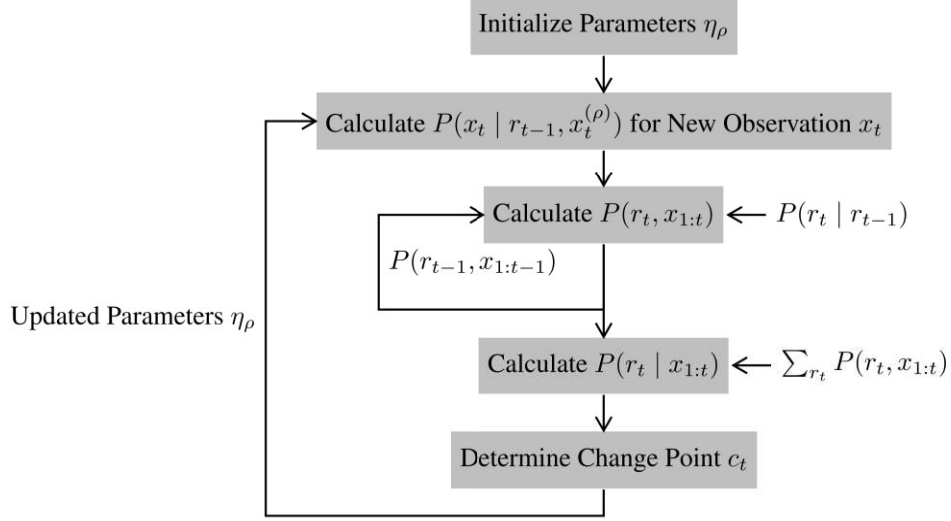 Initialize Parameters η_ρ
Calculate P(x_t | r_{t−1}, x_t^{(ρ)}) for New Observation x_t
Calculate P(r_t, x_{1:t})
P(r_t | r_{t−1})
P(r_{t−1}, x_{1:t−1})
Updated Parameters η_ρ
Calculate P(r_t | x_{1:t})
∑_{r_t} P(r_t, x_{1:t})
Determine Change Point c_t